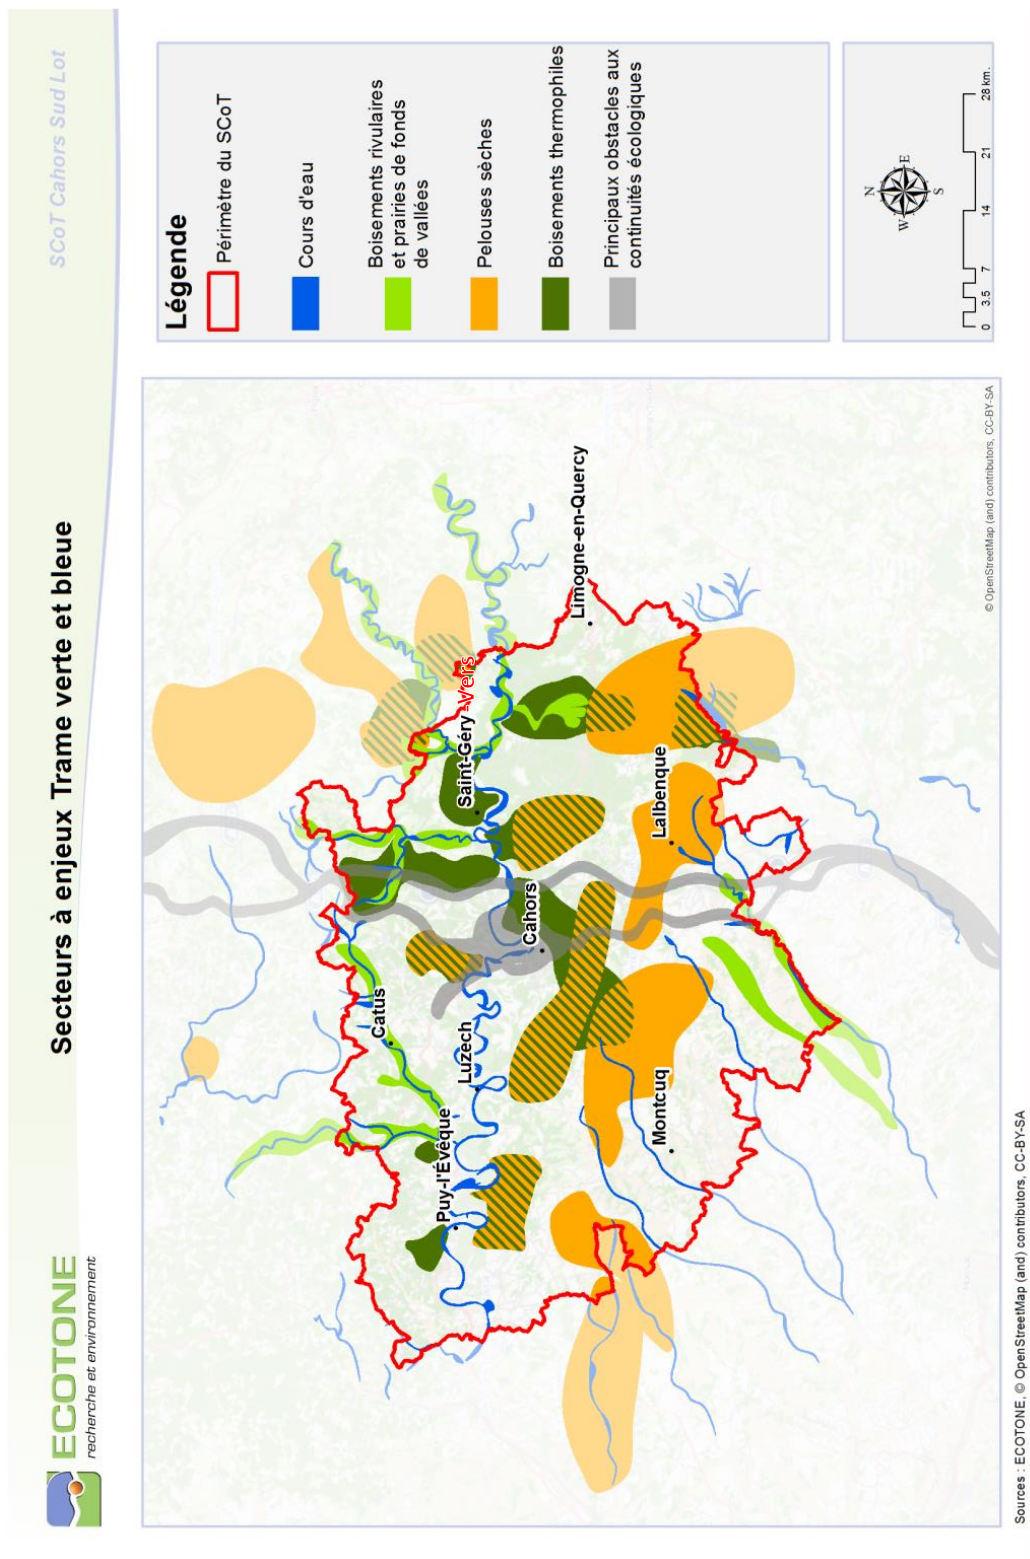 SCoT Cahors Sud Lot
Secteurs à enjeux Trame verte et bleue
ECOTONE
recherche et environnement
Légende
Périmètre du SCoT
Cours d'eau
Boisements rivulaires
et prairies de fonds
de vallées
Pelouses sèches
Boisements thermophiles
Principaux obstacles aux
continuités écologiques
N
W
E
S
0 3.5 7 14 21 28 km.
Catus
Puy-l'Évêque
Luzech
Saint-Géry-Vers
Cahors
Limogne-en-Quercy
Montcuq
Lalbenque
© OpenStreetMap (and) contributors, CC-BY-SA
Sources : ECOTONE, © OpenStreetMap (and) contributors, CC-BY-SA